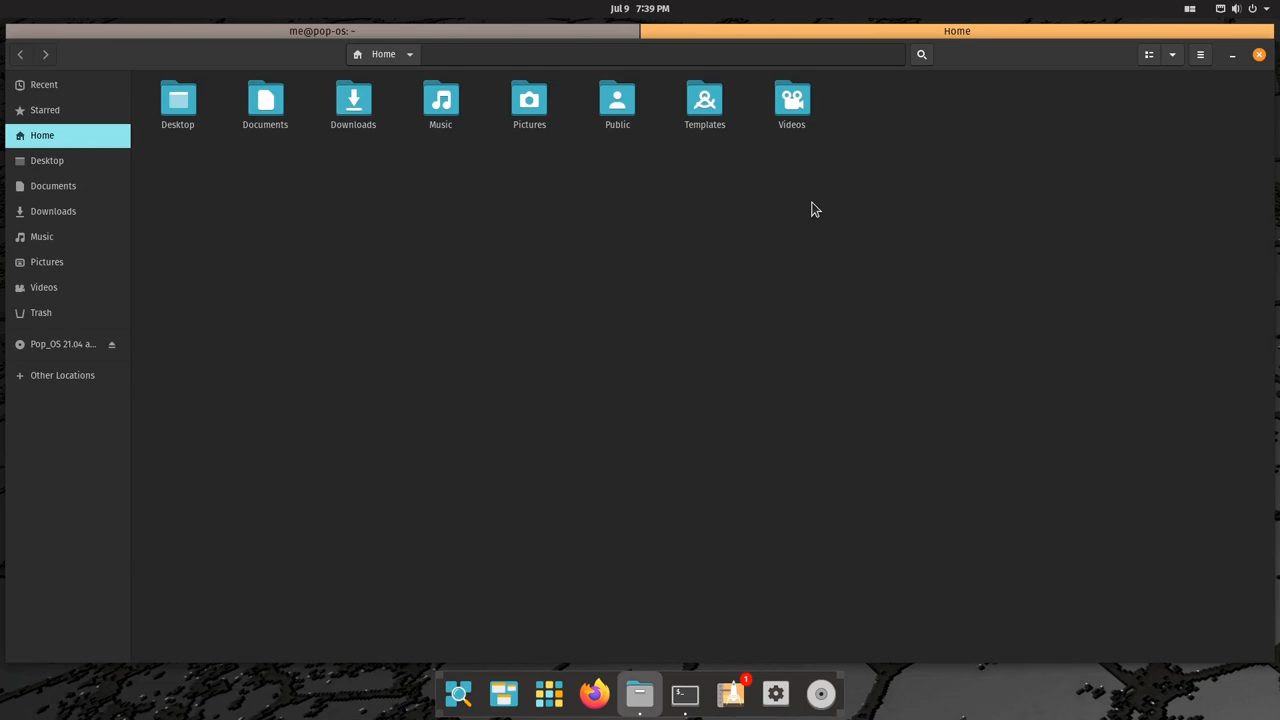 Jul 9 7:39 PM
me@pop-os: ~
Home
Home
Recent
Starred
Home
Desktop
Documents
Downloads
Music
Pictures
Videos
Trash
Pop_OS 21.04 a...
Other Locations
Desktop
Documents
Downloads
Music
Pictures
Public
Templates
Videos
$_
1